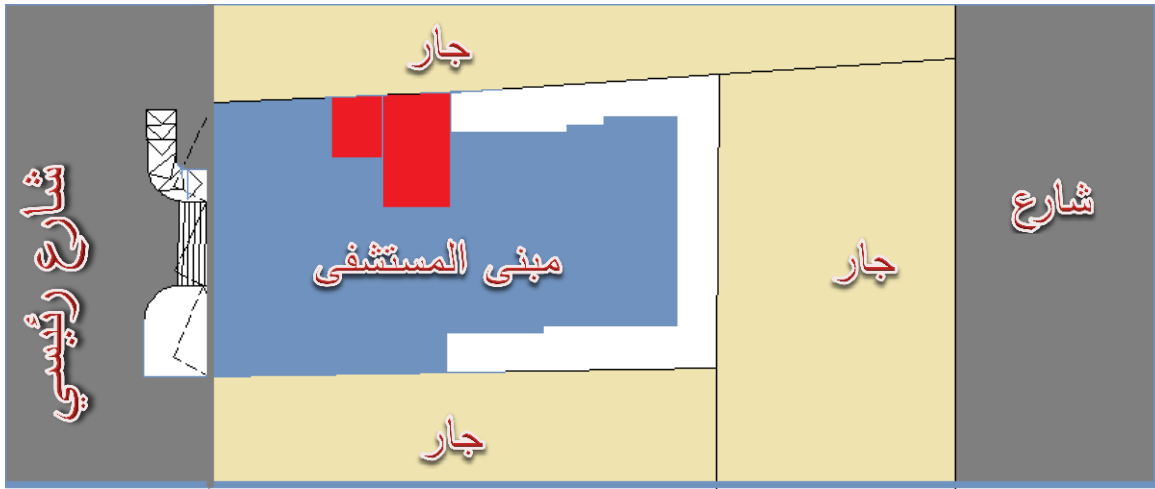 جار
شارع رئيسي
شارع
مبنى المستشفى
جار
جار